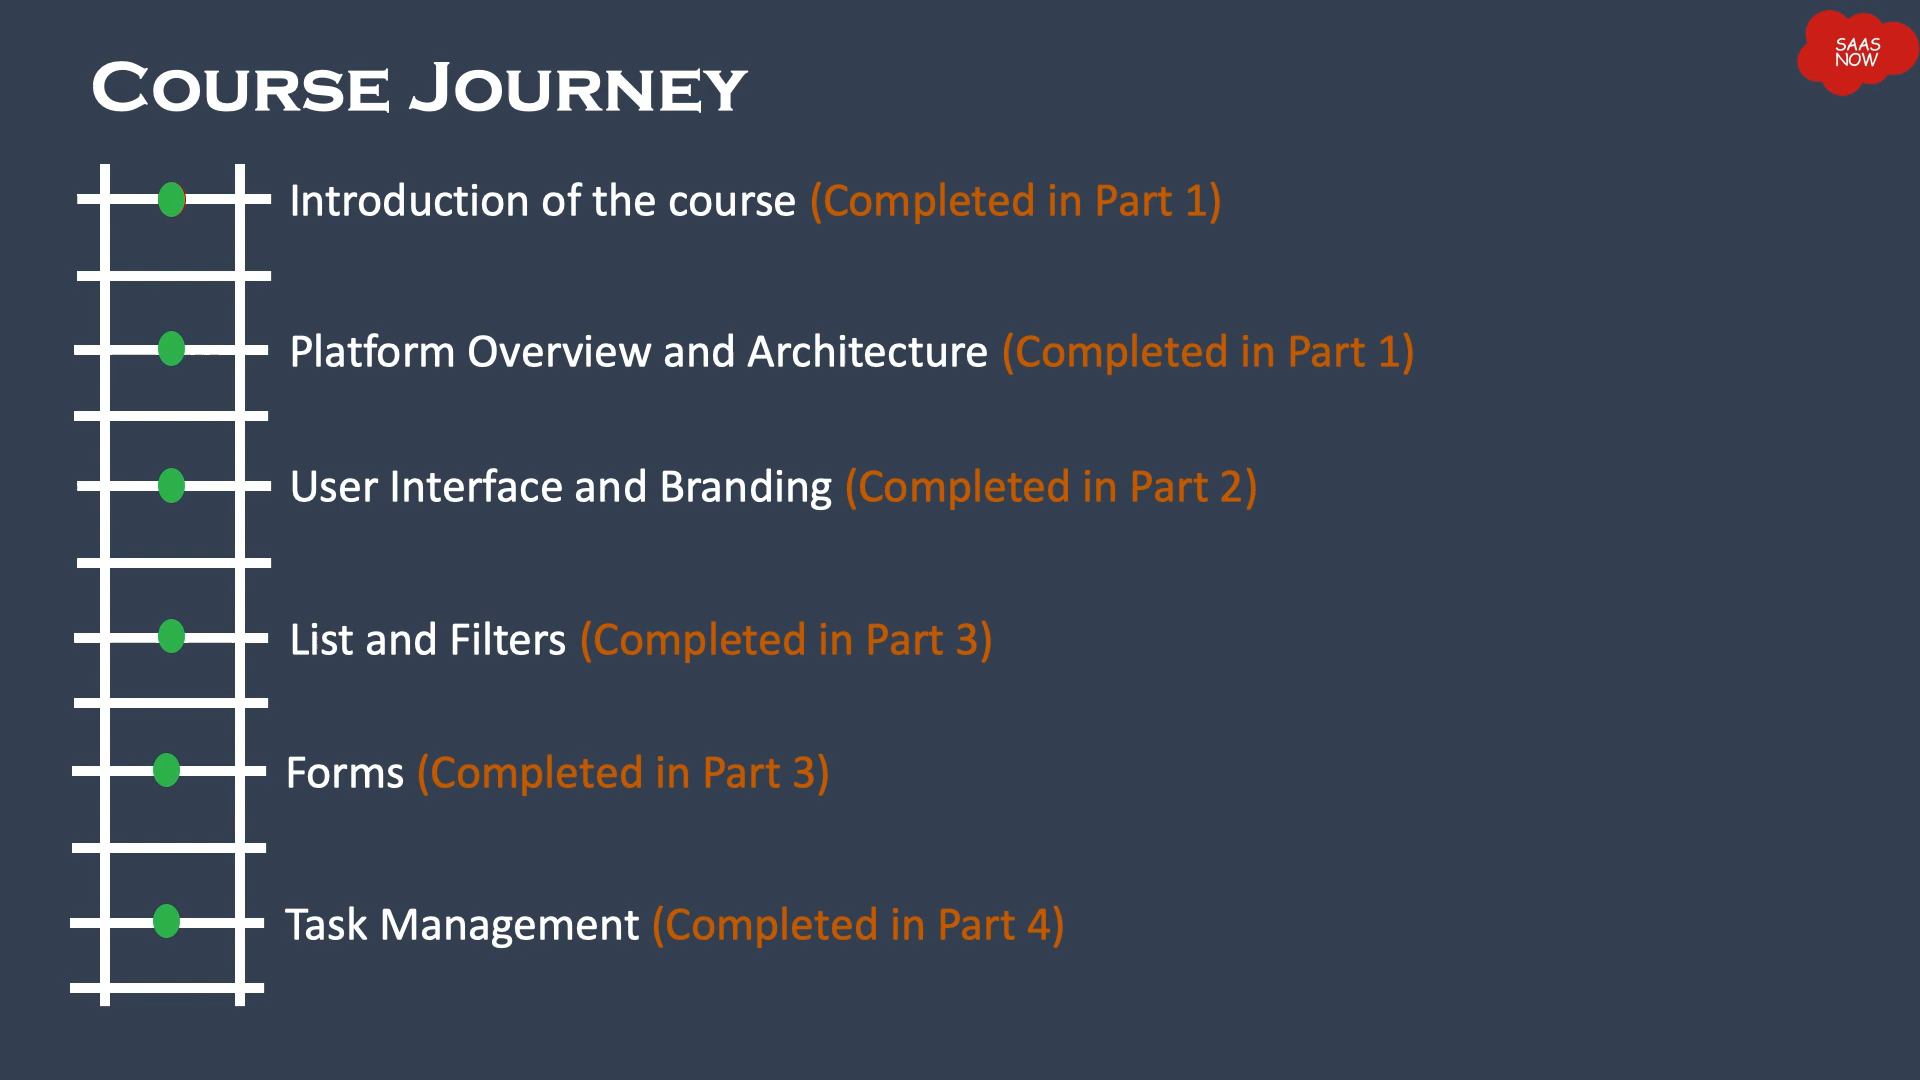 COURSE JOURNEY
SAAS
NOW
Introduction of the course (Completed in Part 1)
Platform Overview and Architecture (Completed in Part 1)
User Interface and Branding (Completed in Part 2)
List and Filters (Completed in Part 3)
Forms (Completed in Part 3)
Task Management (Completed in Part 4)